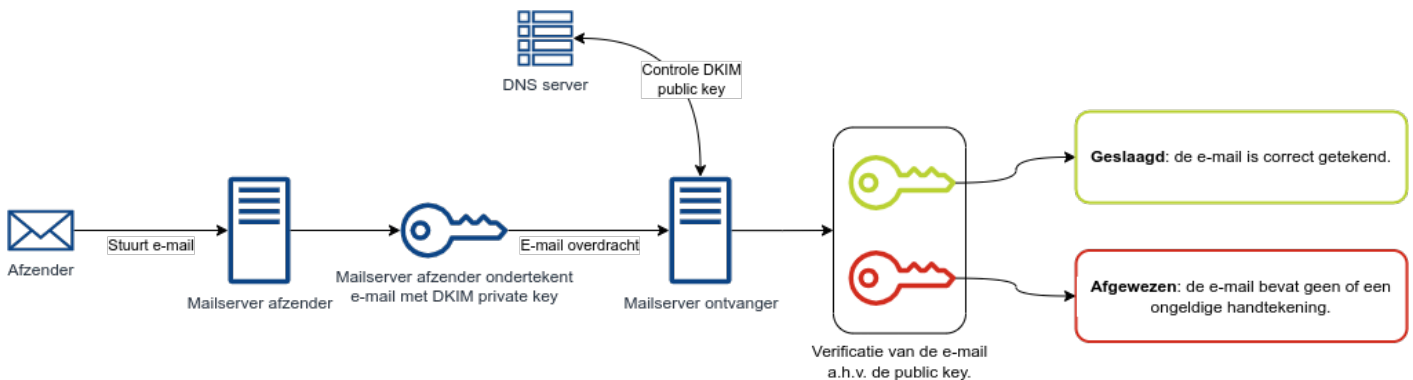 DNS server
Controle DKIM
public key
Geslaagd: de e-mail is correct getekend.
Afzender
Stuurt e-mail
Mailserver afzender
Mailserver afzender ondertekent
e-mail met DKIM private key
E-mail overdracht
Mailserver ontvanger
Afgewezen: de e-mail bevat geen of een
ongeldige handtekening.
Verificatie van de e-mail
a.h.v. de public key.